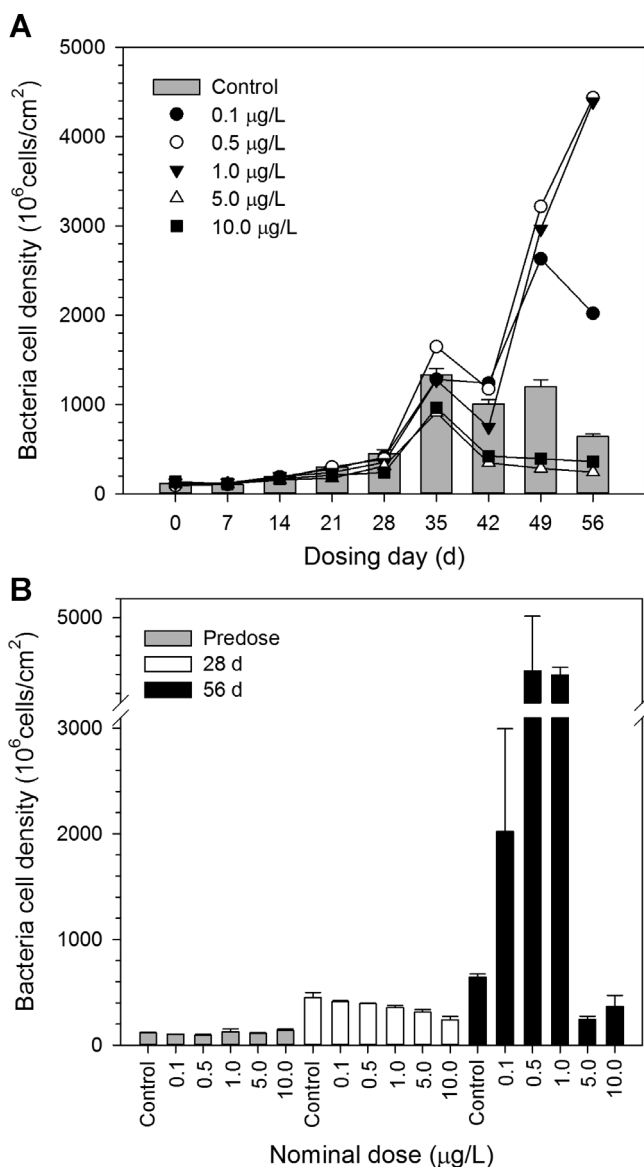 A
Bacteria cell density (10⁶cells/cm²)
5000
4000
3000
2000
1000
0
Control
0.1 µg/L
0.5 µg/L
1.0 µg/L
5.0 µg/L
10.0 µg/L
0 7 14 21 28 35 42 49 56
Dosing day (d)
B
Bacteria cell density (10⁶cells/cm²)
5000
3000
2000
1000
0
Predose
28 d
56 d
Control 0.1 0.5 1.0 5.0 10.0 Control 0.1 0.5 1.0 5.0 10.0 Control 0.1 0.5 1.0 5.0 10.0
Nominal dose (µg/L)